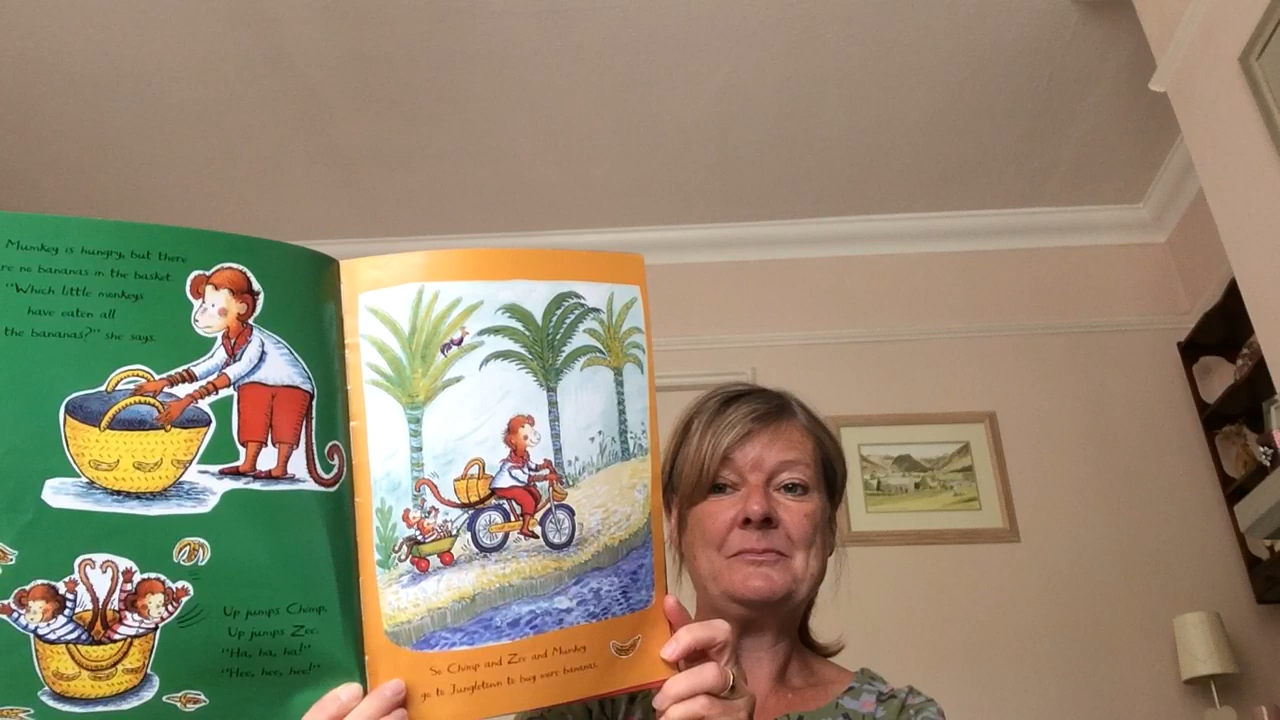 Mumkey is hungry, but there
re no bananas in the basket.
"Which little monkeys
have eaten all
the bananas?" she says.
Up jumps Chimp,
Up jumps Zee.
"Ha, ha, ha!"
"Hee, hee, hee!"
So Chimp and Zee and Mumkey
go to Jungletown to buy more bananas.